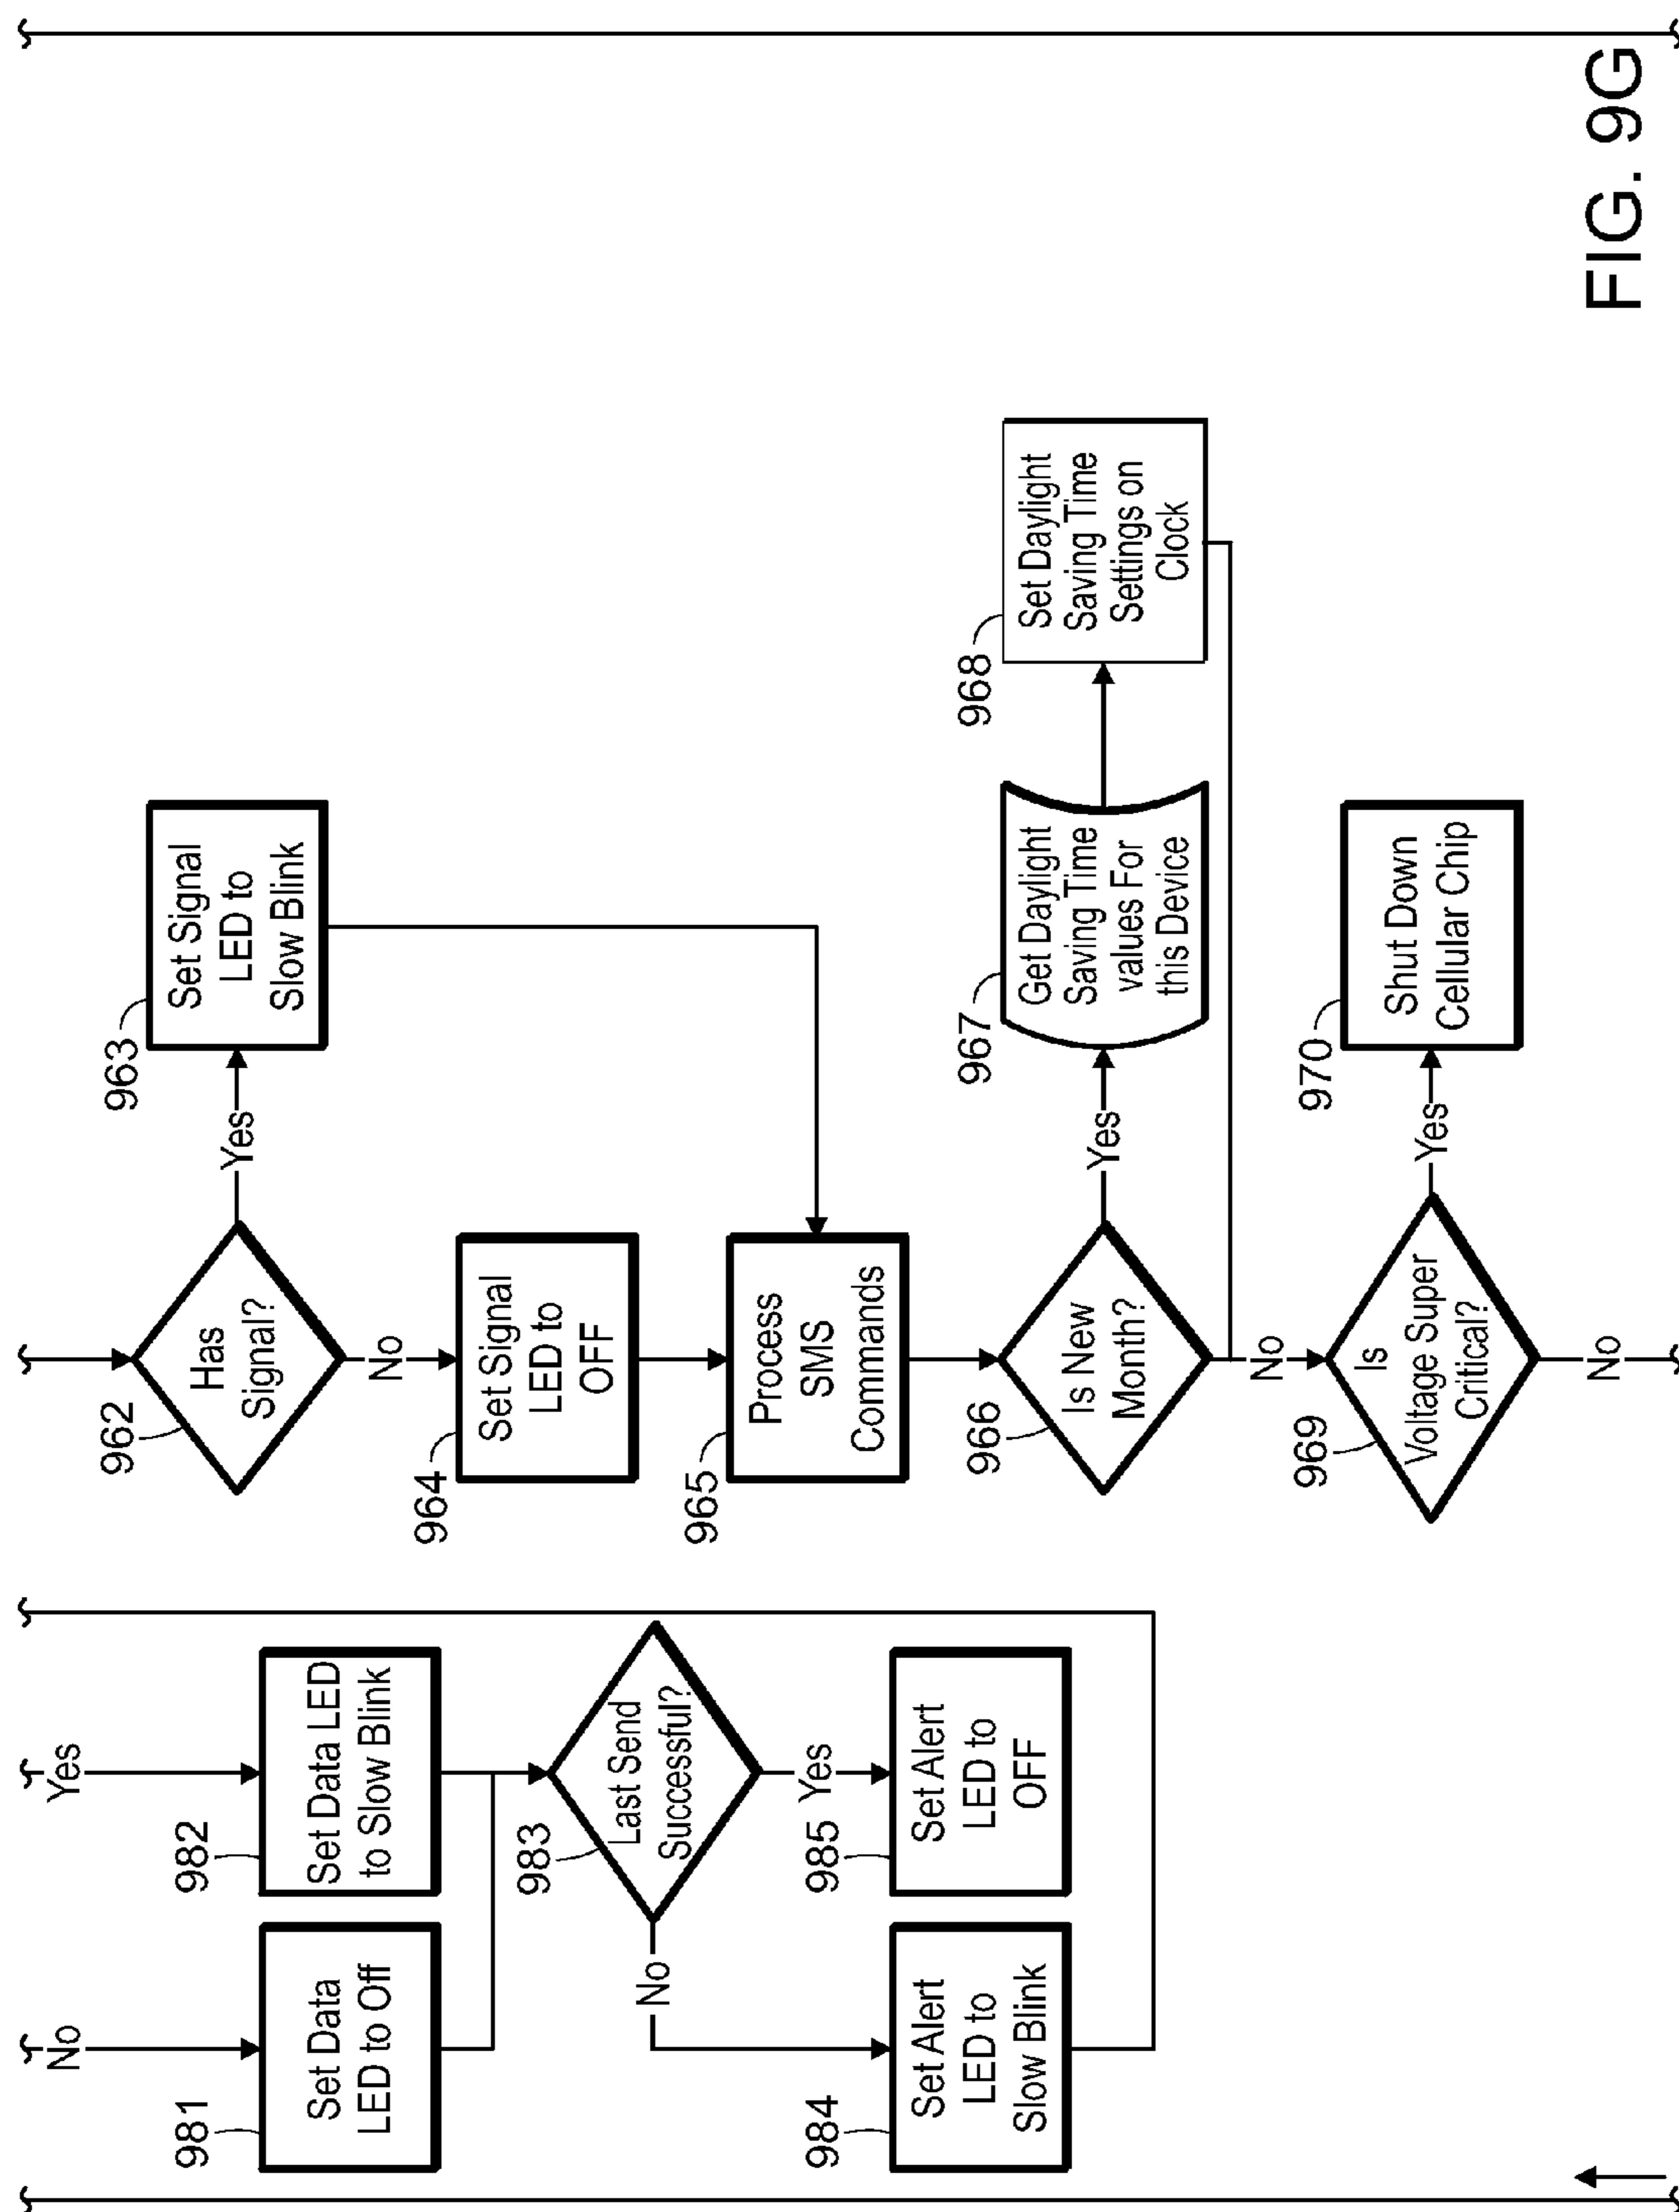 No
Yes
981
Set Data
LED to Off
982
Set Data LED
to Slow Blink
983
Last Send
Successful?
No
Yes
984
Set Alert
LED to
Slow Blink
985
Set Alert
LED to
OFF
962
Has
Signal?
Yes
963
Set Signal
LED to
Slow Blink
No
964
Set Signal
LED to
OFF
965
Process
SMS
Commands
966
Is New
Month?
Yes
967
Get Daylight
Saving Time
values For
this Device
968
Set Daylight
Saving Time
Settings on
Clock
No
969
Is
Voltage Super
Critical?
Yes
970
Shut Down
Cellular Chip
No
FIG. 9G